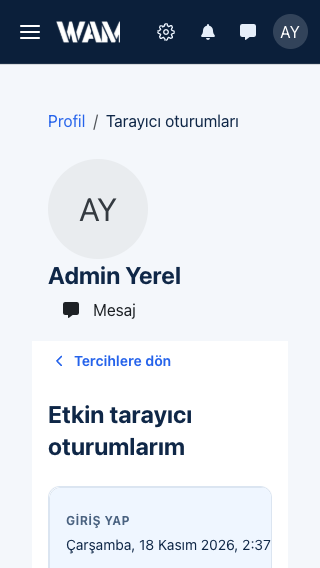 WAM
AY
Profil / Tarayıcı oturumları
AY
Admin Yerel
Mesaj
Tercihlere dön
Etkin tarayıcı
oturumlarım
GİRİŞ YAP
Çarşamba, 18 Kasım 2026, 2:37